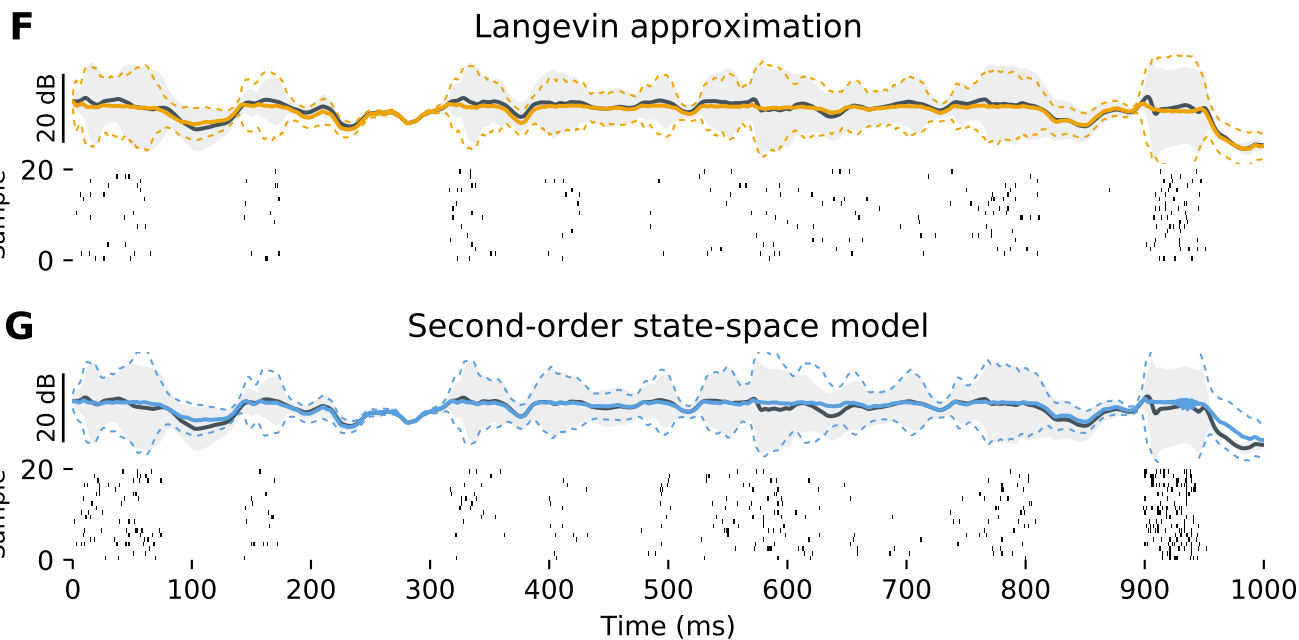 F
Langevin approximation
20 dB
20
0
G
Second-order state-space model
20 dB
20
0
0 100 200 300 400 500 600 700 800 900 1000
Time (ms)